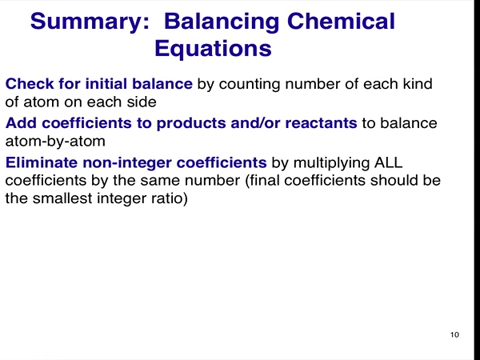 Summary:  Balancing Chemical
Equations
Check for initial balance by counting number of each kind
of atom on each side
Add coefficients to products and/or reactants to balance
atom-by-atom
Eliminate non-integer coefficients by multiplying ALL
coefficients by the same number (final coefficients should be
the smallest integer ratio)
10